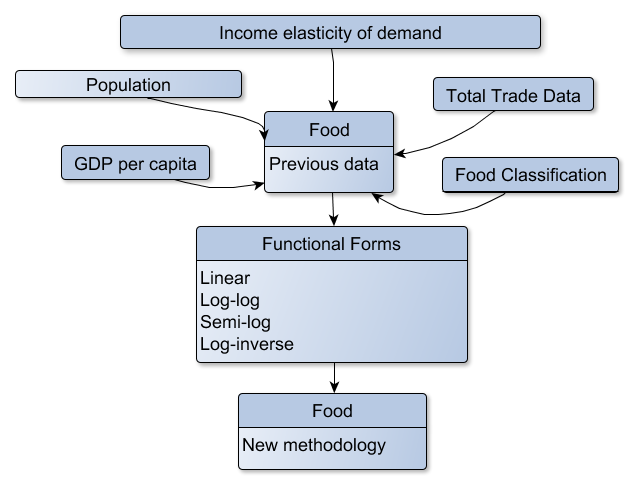 Income elasticity of demand
Population
Total Trade Data
Food
Previous data
GDP per capita
Food Classification
Functional Forms
Linear
Log-log
Semi-log
Log-inverse
Food
New methodology